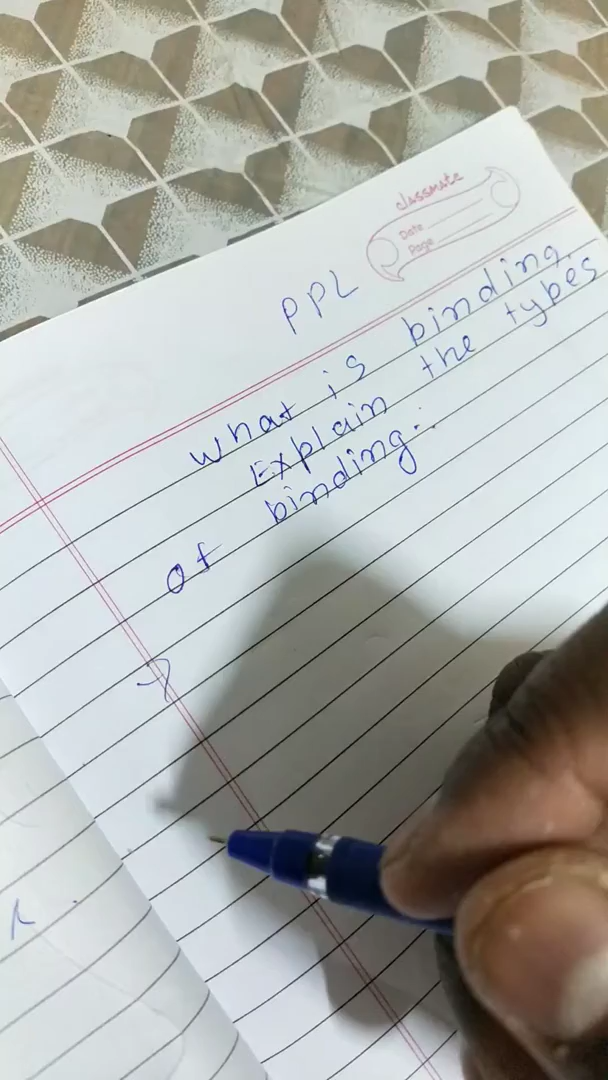 classmate
Date
Page
PPL
what is binding.
Explain the types
of binding.